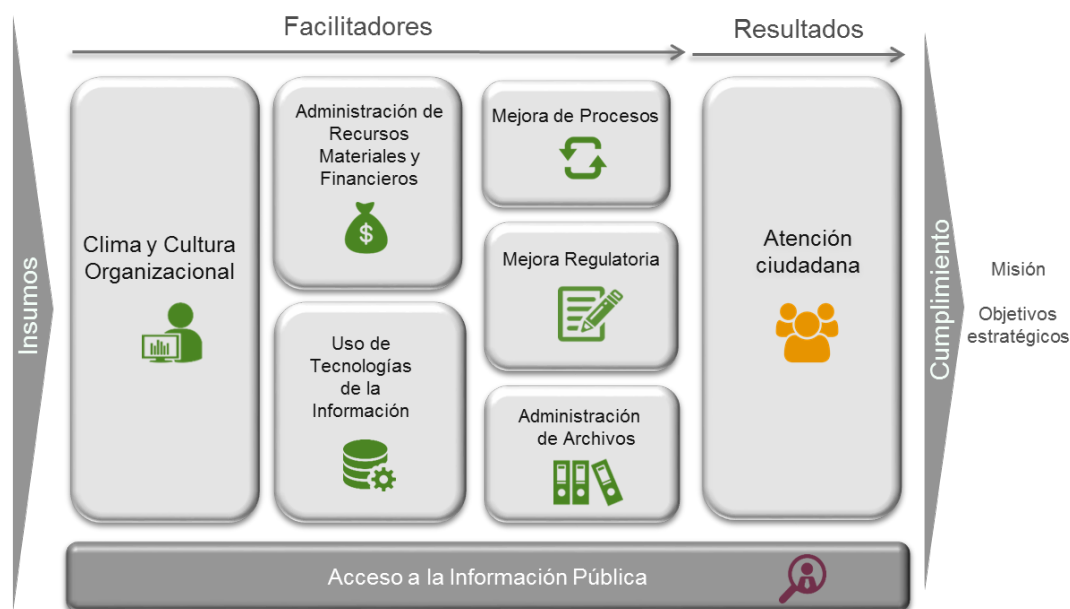 Facilitadores
Resultados
Insumos
Clima y Cultura
Organizacional
Administración de
Recursos
Materiales y
Financieros
$
Uso de
Tecnologías
de la
Información
Mejora de Procesos
Mejora Regulatoria
Administración
de Archivos
Atención
ciudadana
Cumplimiento
Misión
Objetivos
estratégicos
Acceso a la Información Pública